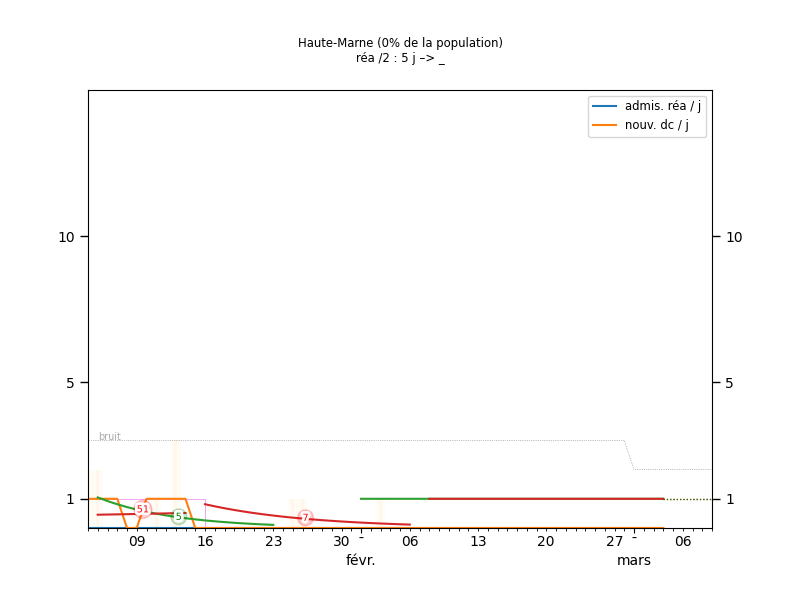 Haute-Marne (0% de la population)
réa /2 : 5 j –> _
admis. réa / j
nouv. dc / j
10
10
5
5
bruit
1
1
51
5
7
09
16
23
30
-
06
13
20
27
-
06
févr.
mars